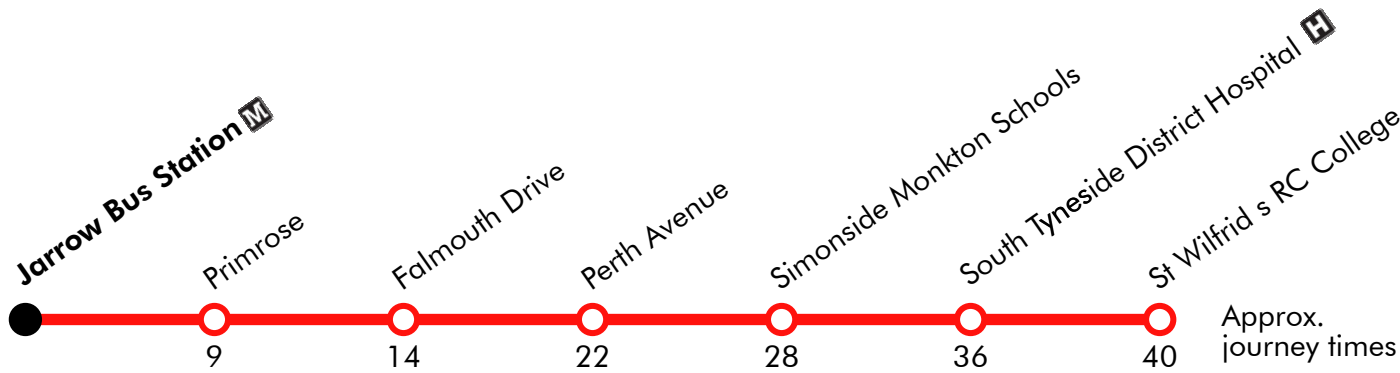 Jarrow Bus Station M
Primrose
Falmouth Drive
Perth Avenue
Simonside Monkton Schools
South Tyneside District Hospital H
St Wilfrid s RC College
9
14
22
28
36
40
Approx.
journey times